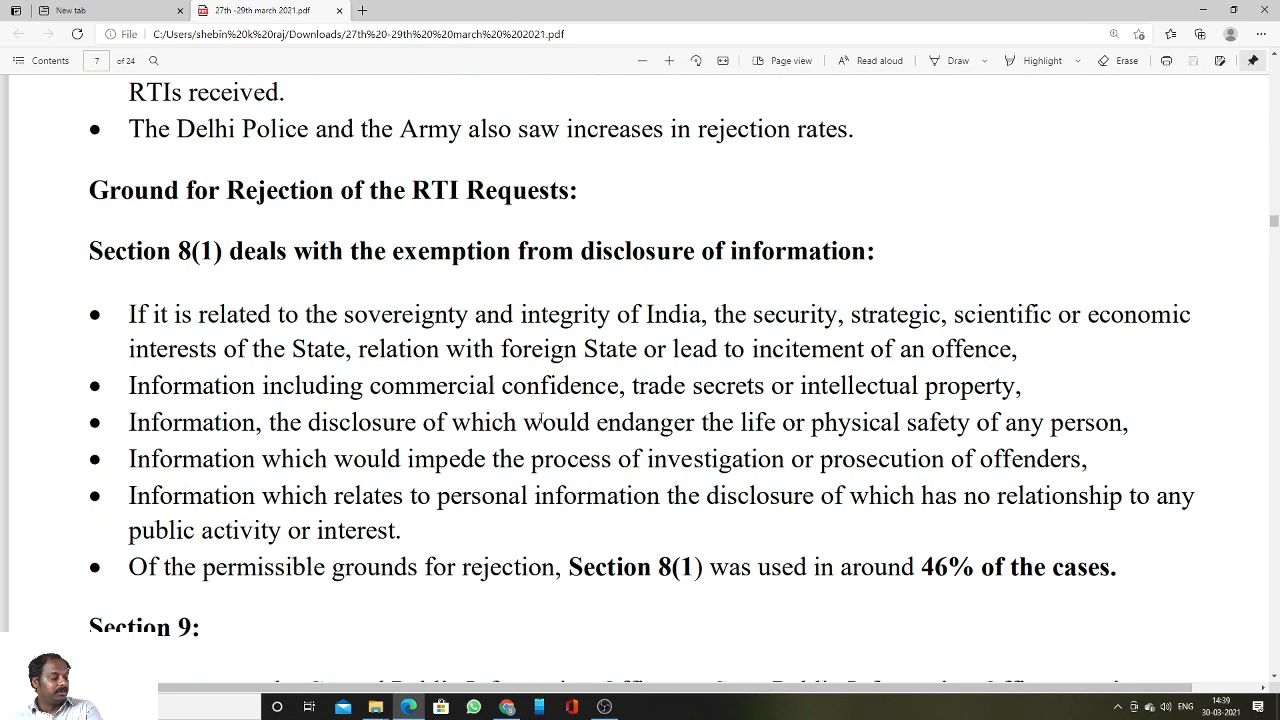 New tab
27th -29th march 2021.pdf
File
C:/Users/shebin%20k%20raj/Downloads/27th%20-29th%20%20march%20%202021.pdf
Contents
7
of 24
Page view
Read aloud
Draw
Highlight
Erase
RTIs received.
• The Delhi Police and the Army also saw increases in rejection rates.
Ground for Rejection of the RTI Requests:
Section 8(1) deals with the exemption from disclosure of information:
• If it is related to the sovereignty and integrity of India, the security, strategic, scientific or economic
interests of the State, relation with foreign State or lead to incitement of an offence,
• Information including commercial confidence, trade secrets or intellectual property,
• Information, the disclosure of which would endanger the life or physical safety of any person,
• Information which would impede the process of investigation or prosecution of offenders,
• Information which relates to personal information the disclosure of which has no relationship to any
public activity or interest.
• Of the permissible grounds for rejection, Section 8(1) was used in around 46% of the cases.
Section 9:
ENG
14:39
30-03-2021